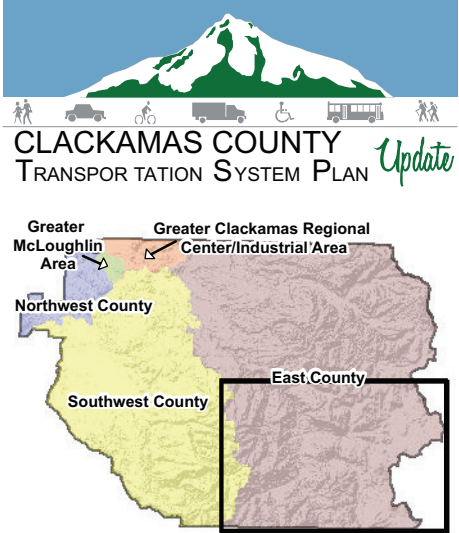 CLACKAMAS COUNTY
TRANSPOR TATION SYSTEM PLAN Update
Greater
McLoughlin
Area
Greater Clackamas Regional
Center/Industrial Area
Northwest County
East County
Southwest County